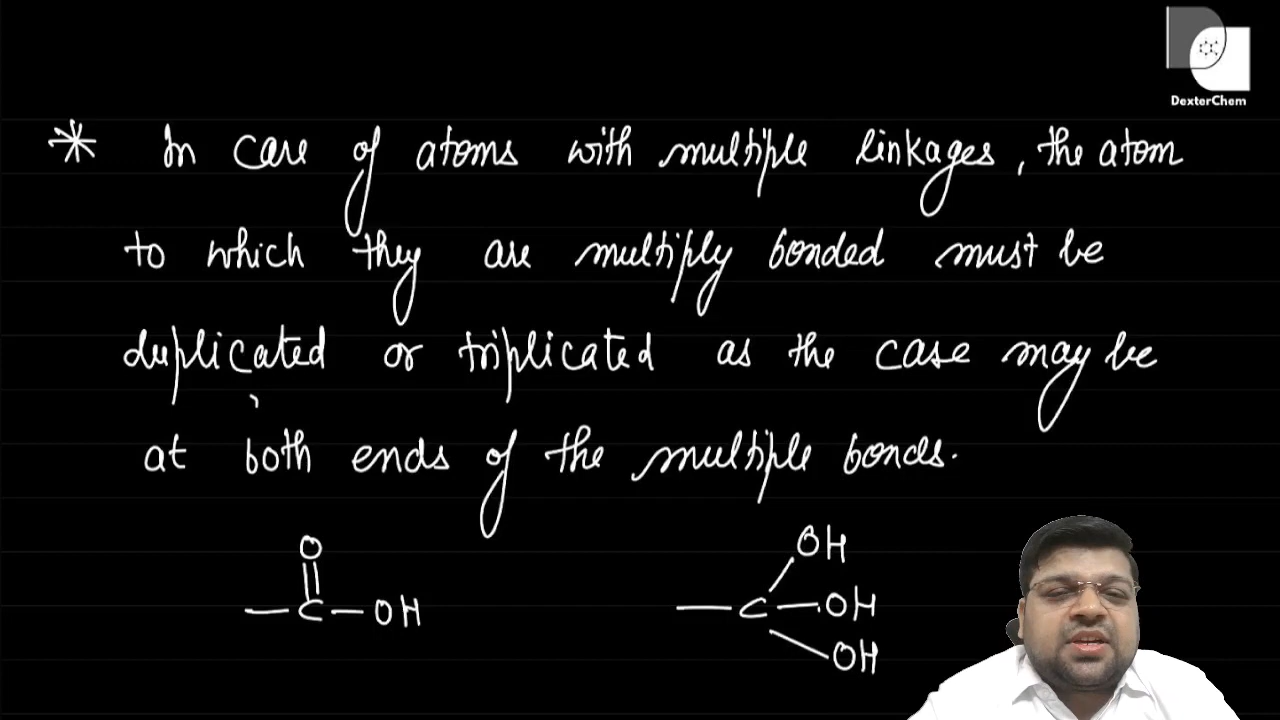 DexterChem
* In case of atoms with multiple linkages, the atom
to which they are multiply bonded must be
duplicated or triplicated as the case may be
at both ends of the multiple bonds.
O
C OH
OH
C OH
OH